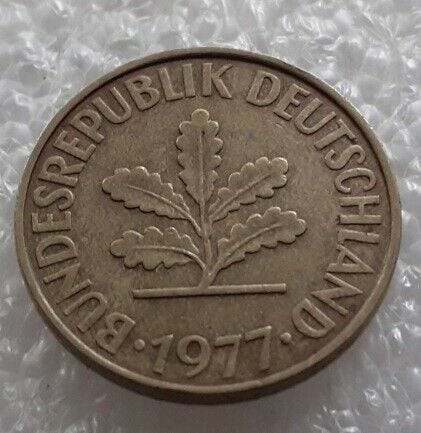 BUNDESREPUBLIK DEUTSCHLAND
· 1977 ·